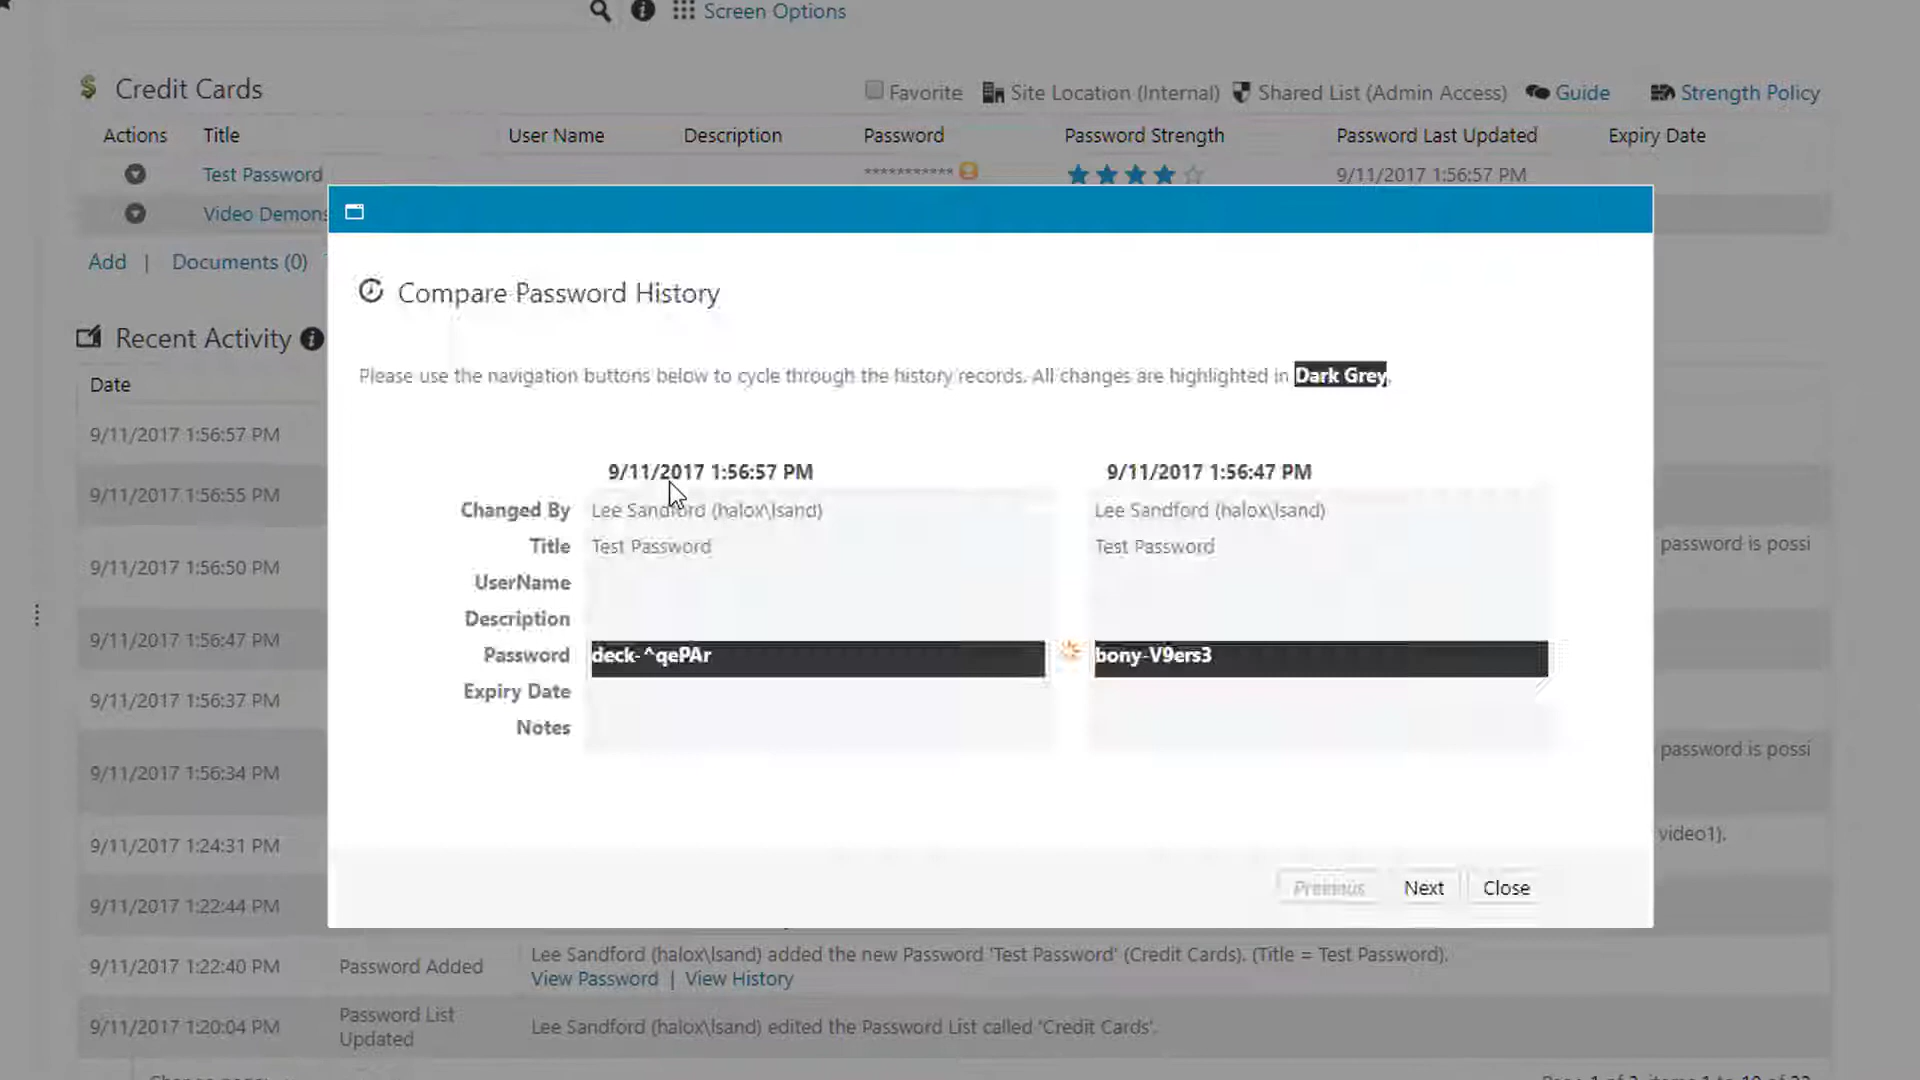 Screen Options
Credit Cards
Favorite Site Location (Internal) Shared List (Admin Access) Guide Strength Policy
Actions Title User Name Description Password Password Strength Password Last Updated Expiry Date
Test Password *********** 9/11/2017 1:56:57 PM
Video Demons
Add | Documents (0)
Compare Password History
Recent Activity
Please use the navigation buttons below to cycle through the history records. All changes are highlighted in Dark Grey.
Date
9/11/2017 1:56:57 PM
9/11/2017 1:56:55 PM
9/11/2017 1:56:50 PM
9/11/2017 1:56:47 PM
9/11/2017 1:56:37 PM
9/11/2017 1:56:34 PM
9/11/2017 1:24:31 PM
9/11/2017 1:22:44 PM
9/11/2017 1:56:57 PM 9/11/2017 1:56:47 PM
Changed By Lee Sandford (halox\lsand) Lee Sandford (halox\lsand)
Title Test Password Test Password
UserName
Description
Password deck-^qePAr bony-V9ers3
Expiry Date
Notes
password is possi
password is possi
video1).
Previous Next Close
9/11/2017 1:22:40 PM Password Added Lee Sandford (halox\lsand) added the new Password 'Test Password' (Credit Cards). (Title = Test Password).
View Password | View History
9/11/2017 1:20:04 PM Password List Updated Lee Sandford (halox\lsand) edited the Password List called 'Credit Cards'.